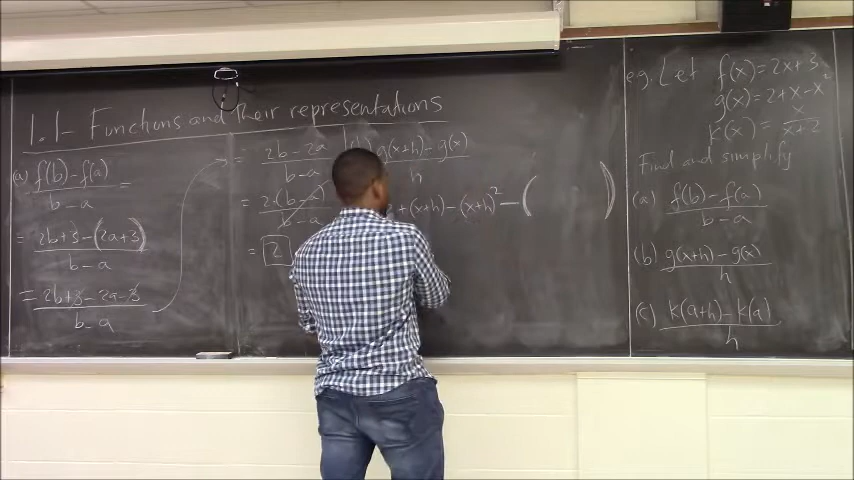 1.1- Functions and their representations
(a) f(b)-f(a) / b-a =
= 2b+3-(2a+3) / b-a
= 2b+3-2a-3 / b-a
= 2b-2a / b-a
= 2(b-a) / b-a
= 2
g(x+h)-g(x) / h
+(x+h)-(x+h)² - ( )
e.g. Let f(x)=2x+3
g(x)=2+x-x²
k(x)= x / x+2
Find and simplify
(a) f(b)-f(a) / b-a
(b) g(x+h)-g(x) / h
(c) k(a+h)-k(a) / h